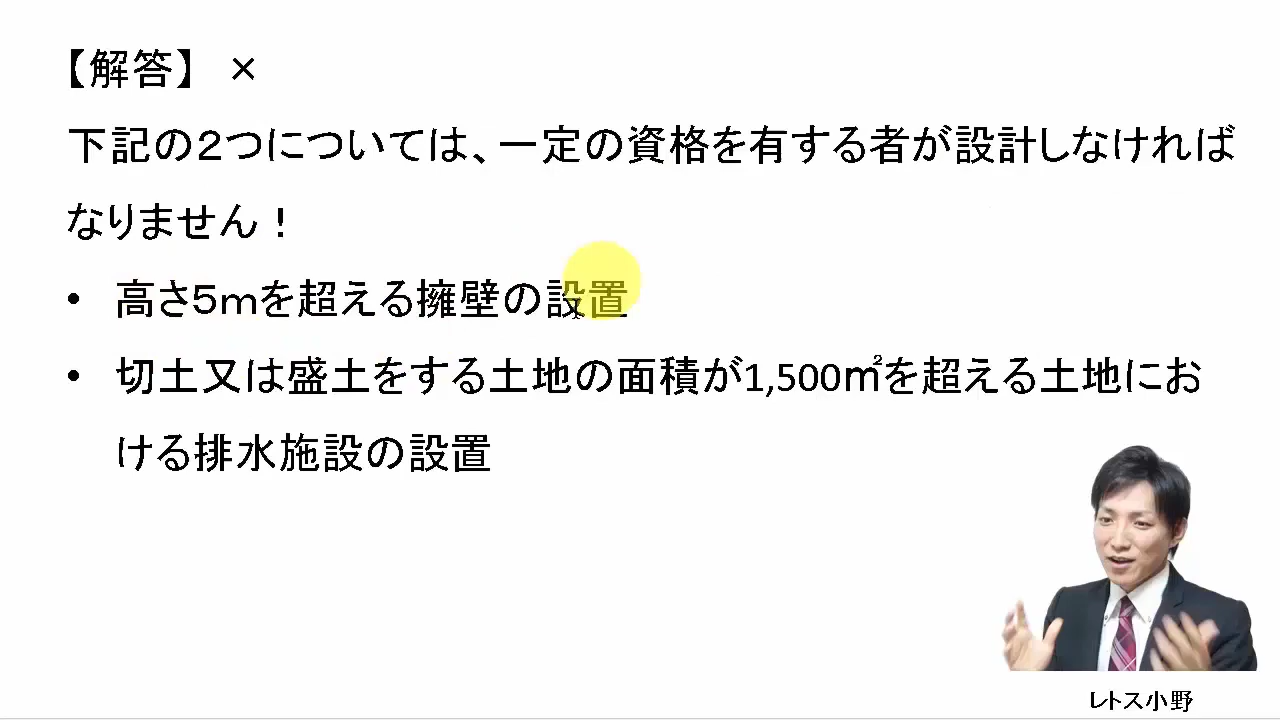 【解答】 ×
下記の２つについては、一定の資格を有する者が設計しなければ
なりません！
• 高さ５ｍを超える擁壁の設置
• 切土又は盛土をする土地の面積が1,500㎡を超える土地にお
ける排水施設の設置
レトス小野